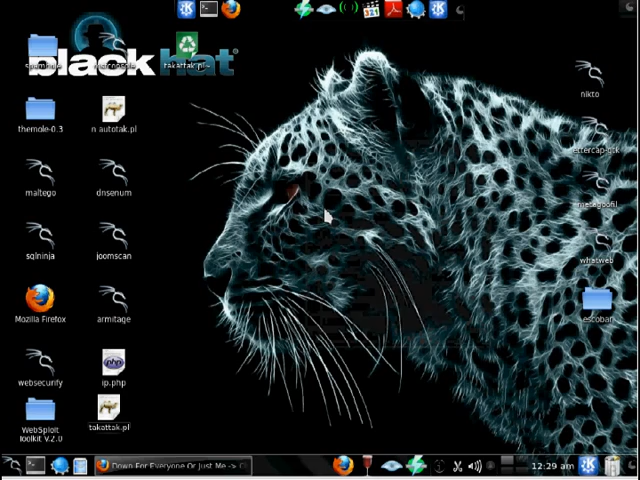 black hat
takattak.pl~
nikto
themole-0.3
n autotak.pl
ettercap-gtk
maltego
dnsenum
metagoofil
sqlninja
joomscan
whatweb
Mozilla Firefox
armitage
escobar
websecurify
ip.php
WebSploit
Toolkit V.2.0
takattak.pl
Down For Everyone Or Just Me ->
12:29 am